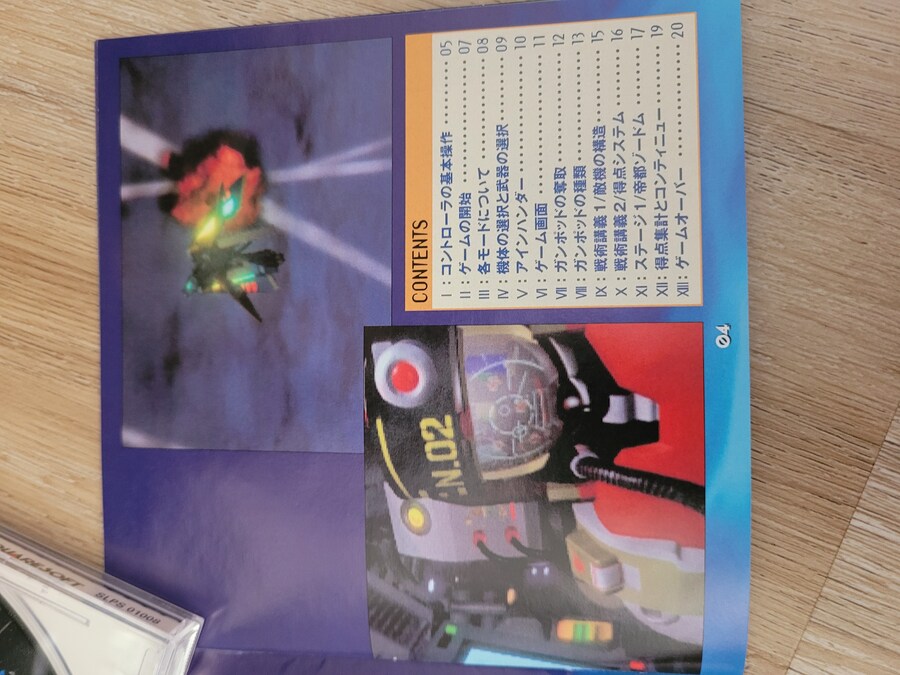 CONTENTS
I : コントローラの基本操作 ・・・・・・・・ 05
II : ゲームの開始 ・・・・・・・・・・・・・・・・ 07
III : 各モードについて ・・・・・・・・・・・・・ 08
IV : 機体の選択と武器の選択 ・・・・・・・・ 09
V : アインハンダー ・・・・・・・・・・・・・・・ 10
VI : ゲーム画面 ・・・・・・・・・・・・・・・・・・ 11
VII : ガンポッドの奪取 ・・・・・・・・・・・・・ 12
VIII : ガンポッドの種類 ・・・・・・・・・・・・・ 13
IX : 戦術講義1/敵機の構造 ・・・・・・・・・ 15
X : 戦術講義2/得点システム ・・・・・・・ 16
XI : ステージ1/帝都ゾードム ・・・・・・・ 17
XII : 得点集計とコンティニュー ・・・・・・ 19
XIII : ゲームオーバー ・・・・・・・・・・・・・・ 20
04
N.02
QUARESOFT
SLPS 01008